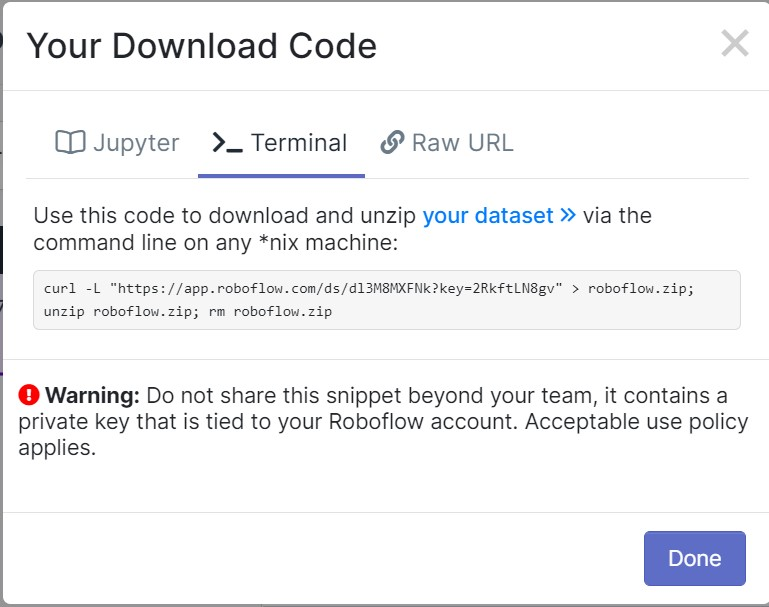 Your Download Code
Jupyter
Terminal
Raw URL
Use this code to download and unzip your dataset » via the
command line on any *nix machine:
curl -L "https://app.roboflow.com/ds/dl3M8MXFNk?key=2RkftLN8gv" > roboflow.zip;
unzip roboflow.zip; rm roboflow.zip
Warning: Do not share this snippet beyond your team, it contains a
private key that is tied to your Roboflow account. Acceptable use policy
applies.
Done